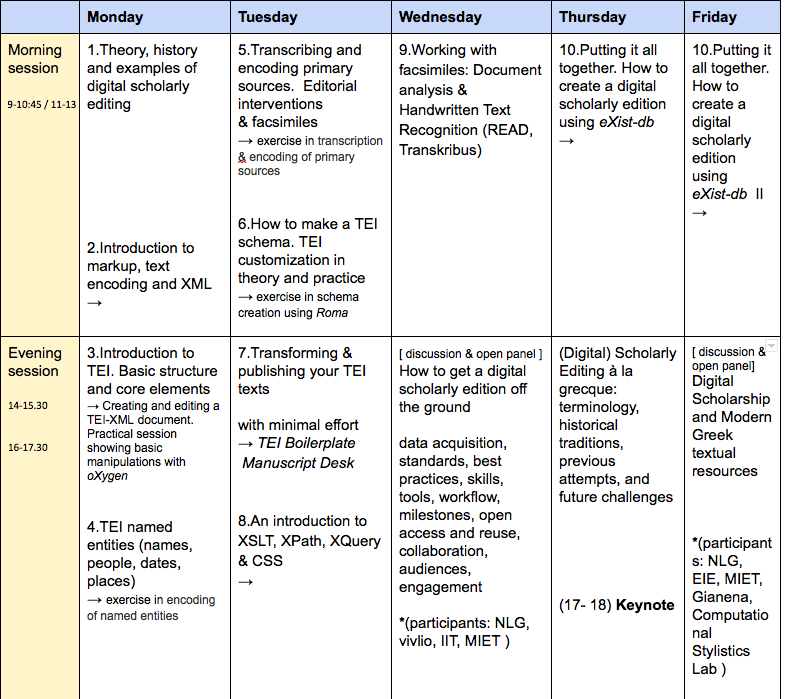 Monday
Tuesday
Wednesday
Thursday
Friday
Morning
session
9-10:45 / 11-13
1.Theory, history
and examples of
digital scholarly
editing
2.Introduction to
markup, text
encoding and XML
→
5.Transcribing and
encoding primary
sources.  Editorial
interventions
& facsimiles
→ exercise in transcription
& encoding of primary
sources
6.How to make a TEI
schema. TEI
customization in
theory and practice
→ exercise in schema
creation using Roma
9.Working with
facsimiles: Document
analysis &
Handwritten Text
Recognition (READ,
Transkribus)
10.Putting it all
together. How to
create a digital
scholarly edition
using eXist-db
→
10.Putting it
all together.
How to
create a
digital
scholarly
edition
using
eXist-db  II
→
Evening
session
14-15.30
16-17.30
3.Introduction to
TEI. Basic structure
and core elements
→ Creating and editing a
TEI-XML document.
Practical session
showing basic
manipulations with
oXygen
4.TEI named
entities (names,
people, dates,
places)
→ exercise in encoding
of named entities
7.Transforming &
publishing your TEI
texts
with minimal effort
→ TEI Boilerplate
Manuscript Desk
8.An introduction to
XSLT, XPath, XQuery
& CSS
→
[ discussion & open panel ]
How to get a digital
scholarly edition off
the ground
data acquisition,
standards, best
practices, skills,
tools, workflow,
milestones, open
access and reuse,
collaboration,
audiences,
engagement
*(participants: NLG,
vivlio, IIT, MIET )
(Digital) Scholarly
Editing à la
grecque:
terminology,
historical
traditions,
previous
attempts, and
future challenges
(17- 18) Keynote
[ discussion &
open panel]
Digital
Scholarship
and Modern
Greek
textual
resources
*(participant
s: NLG,
EIE, MIET,
Gianena,
Computatio
nal
Stylistics
Lab )